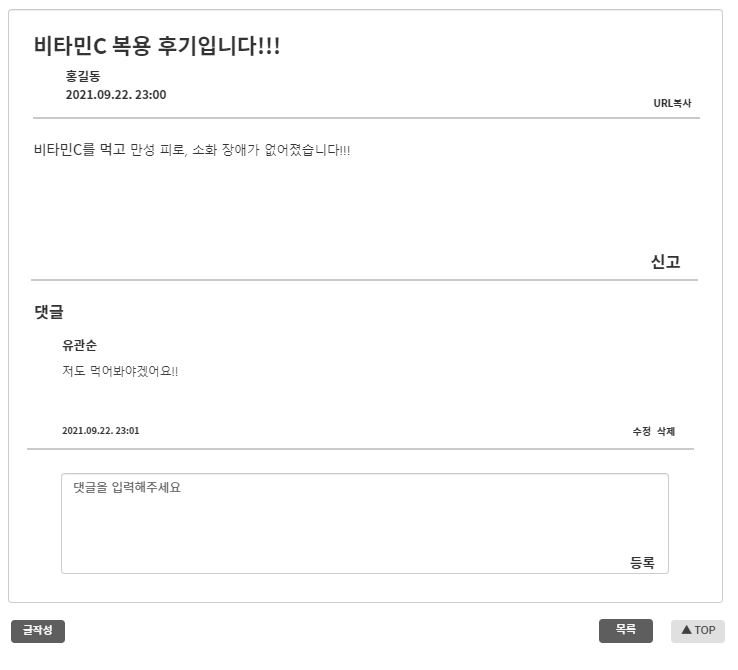 비타민C 복용 후기입니다!!!
홍길동
2021.09.22. 23:00
URL복사
비타민C를 먹고 만성 피로, 소화 장애가 없어졌습니다!!!
신고
댓글
유관순
저도 먹어봐야겠어요!!
2021.09.22. 23:01
수정 삭제
댓글을 입력해주세요
등록
글작성
목록
▲ TOP